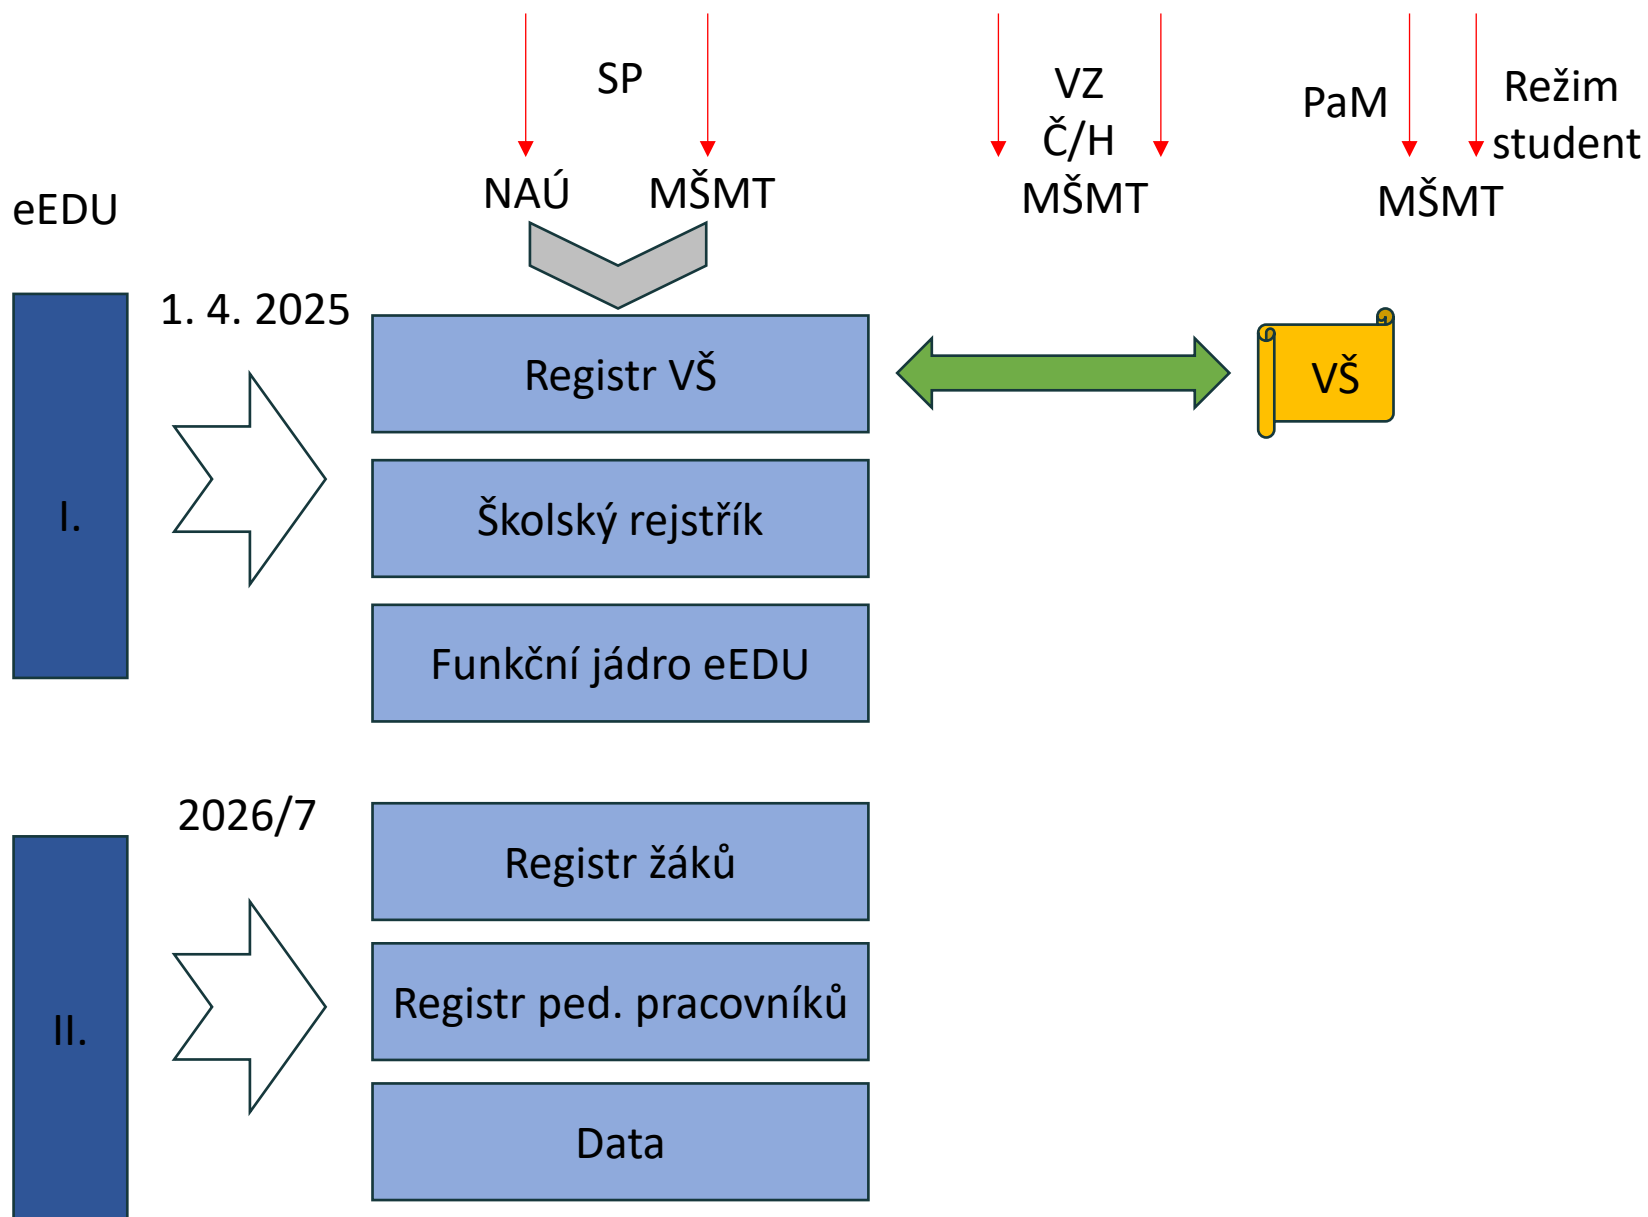 SP
VZ
Č/H
MŠMT
PaM
Režim
student
NAÚ
MŠMT
MŠMT
eEDU
1. 4. 2025
I.
Registr VŠ
VŠ
Školský rejstřík
Funkční jádro eEDU
2026/7
II.
Registr žáků
Registr ped. pracovníků
Data